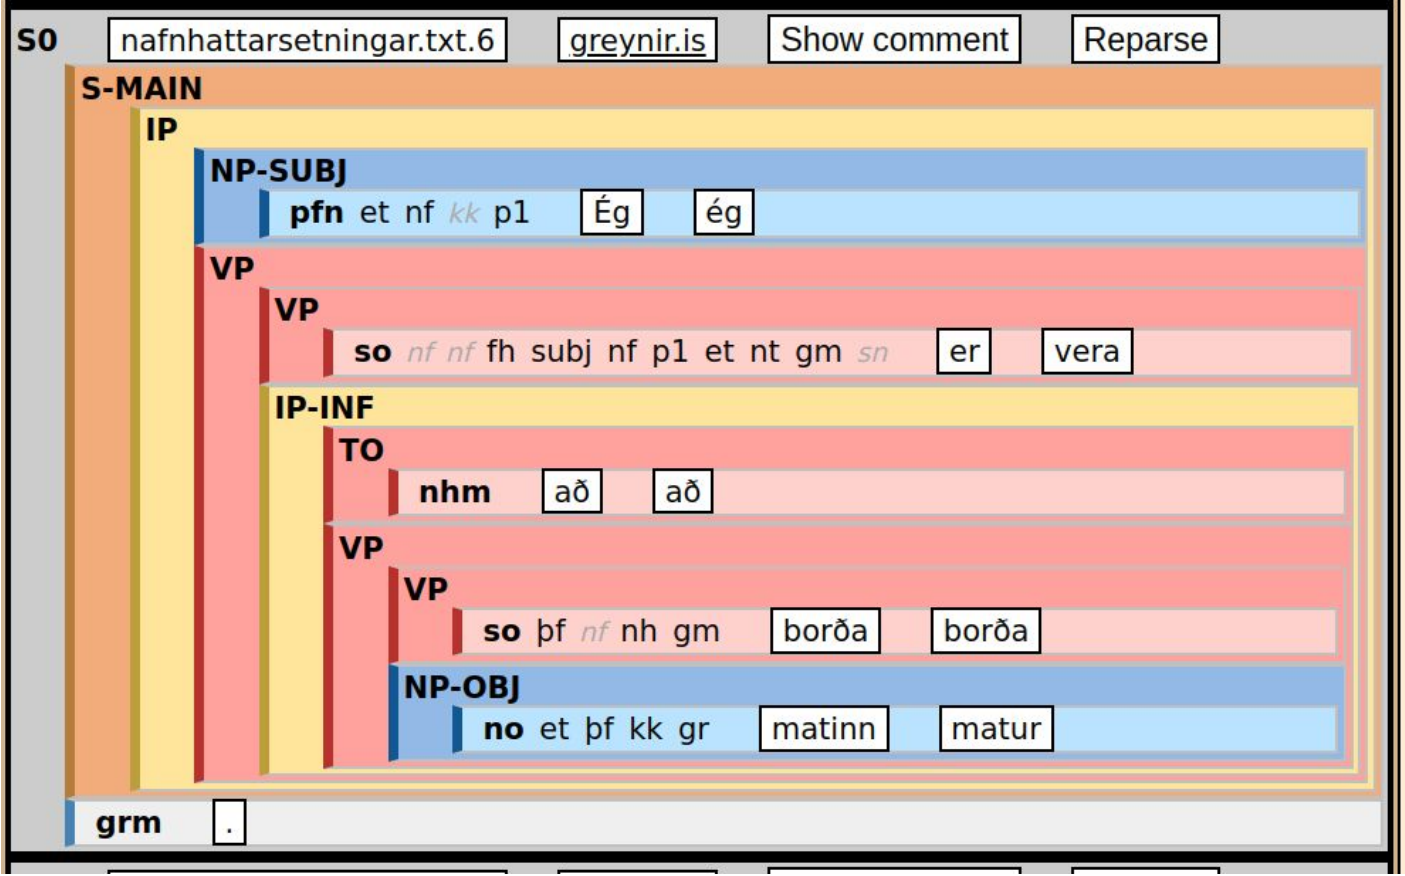 S0 nafnhattarsetningar.txt.6 greynir.is Show comment Reparse
S-MAIN
IP
NP-SUBJ
pfn et nf kk p1 Ég ég
VP
VP
so nf nf fh subj nf p1 et nt gm sn er vera
IP-INF
TO
nhm að að
VP
VP
so þf nf nh gm borða borða
NP-OBJ
no et þf kk gr matinn matur
grm .